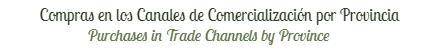 Compras en los Canales de Comercialización por Provincia
Purchases in Trade Channels by Province